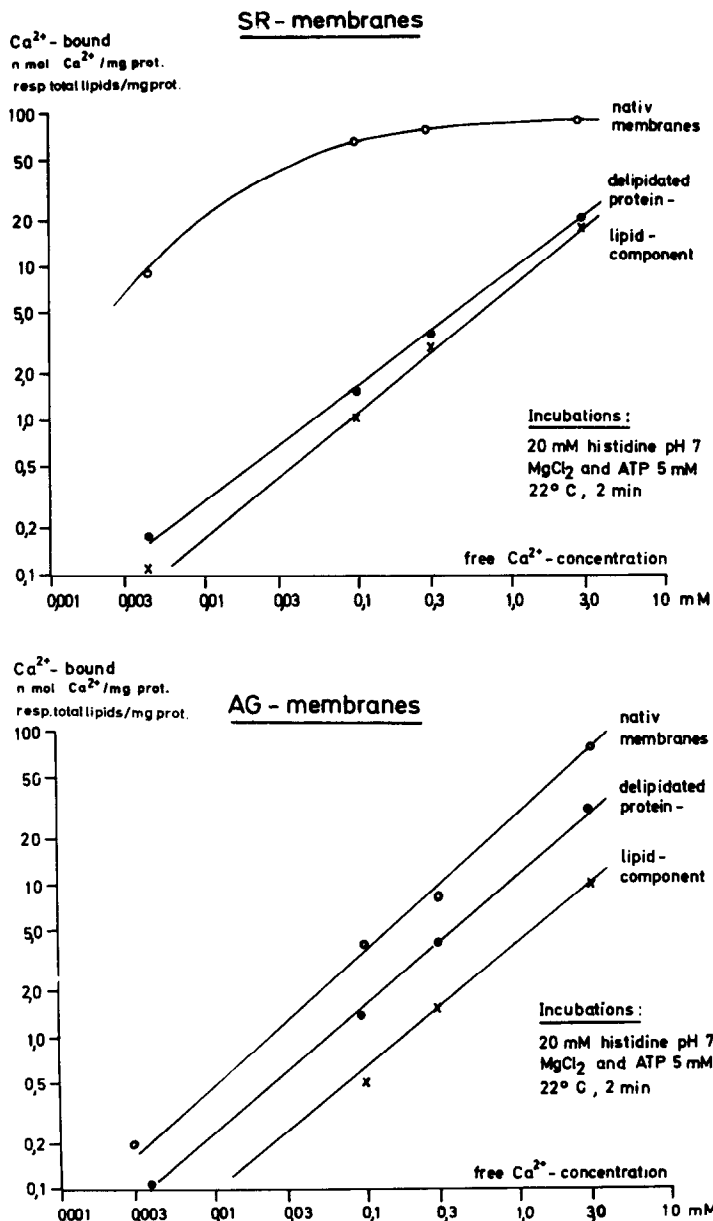 SR - membranes
Ca²⁺- bound
n mol Ca²⁺/mg prot.
resp. total lipids/mgprot.
100
50
20
10
5,0
2,0
1,0
0,5
0,2
0,1
nativ
membranes
delipidated
protein -
lipid -
component
Incubations :
20 mM histidine pH 7
MgCl₂ and ATP 5 mM
22° C , 2 min
free Ca²⁺- concentration
0,001 0,003 0,01 0,03 0,1 0,3 1,0 3,0 10 mM
Ca²⁺- bound
n mol Ca²⁺/mg prot.
resp. total lipids/mg prot.
AG - membranes
100
50
20
10
5,0
2,0
1,0
0,5
0,2
0,1
nativ
membranes
delipidated
protein -
lipid -
component
Incubations :
20 mM histidine pH 7
MgCl₂ and ATP 5 mM
22° C , 2 min
free Ca²⁺- concentration
0,001 0,003 0,01 0,03 0,1 0,3 1,0 3,0 10 mM